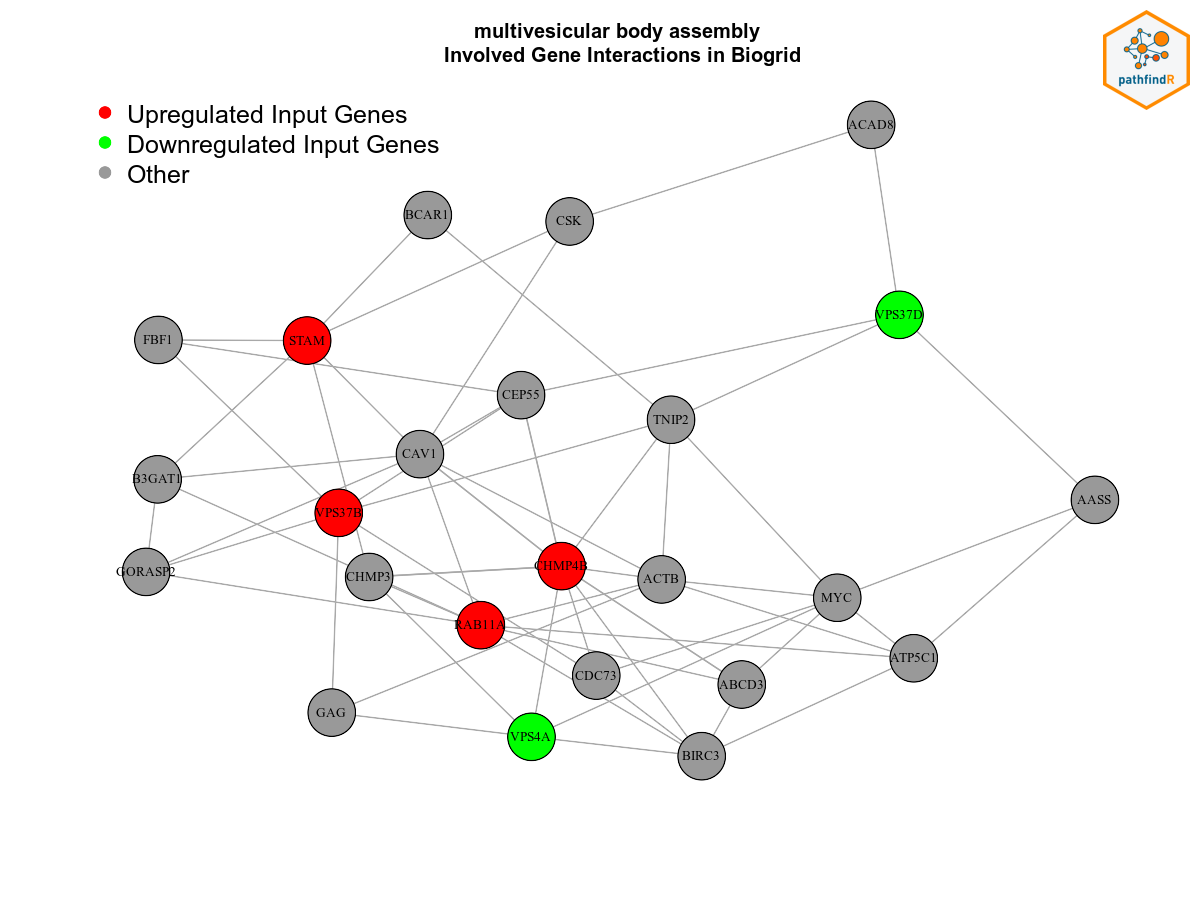 multivesicular body assembly
Involved Gene Interactions in Biogrid
pathfindR
Upregulated Input Genes
Downregulated Input Genes
Other
ACAD8
BCAR1
CSK
VPS37D
FBF1
STAM
CEP55
TNIP2
CAV1
B3GAT1
AASS
VPS37B
CHMP4B
GORASP2
CHMP3
ACTB
MYC
RAB11A
ATP5C1
CDC73
ABCD3
GAG
VPS4A
BIRC3